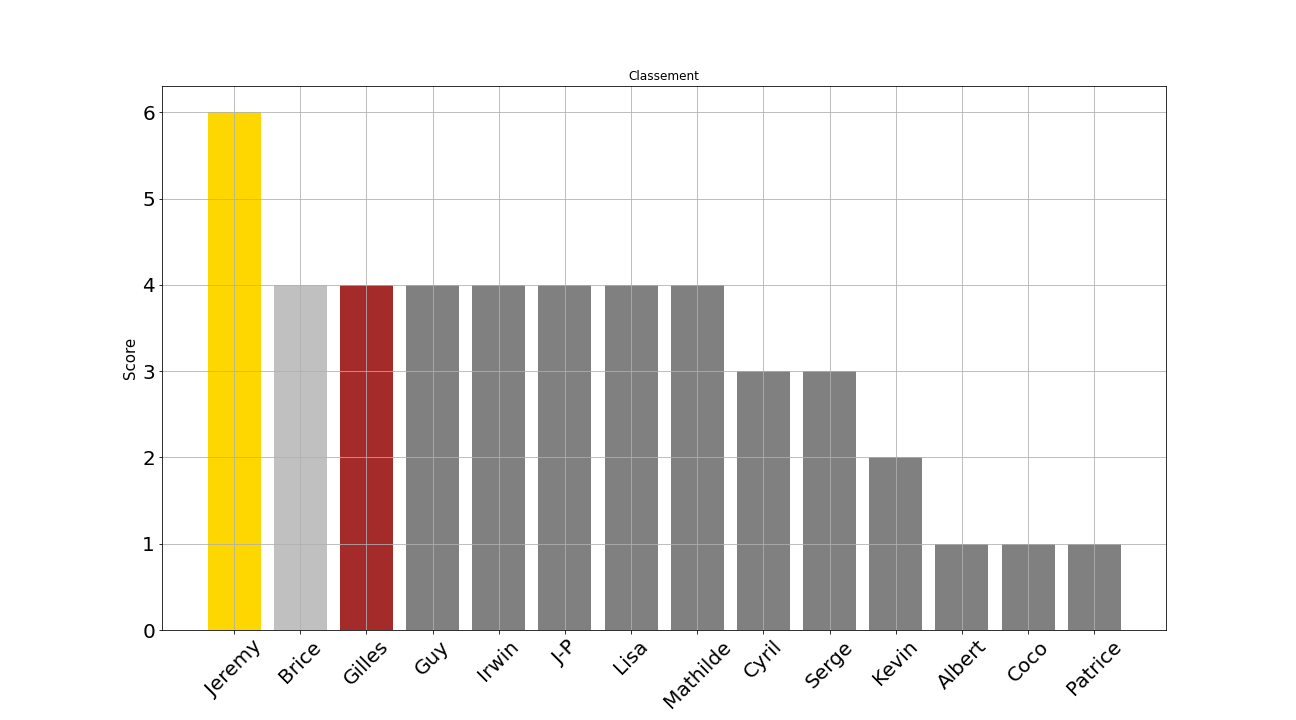 Classement
Score
6
5
4
3
2
1
0
Jeremy
Brice
Gilles
Guy
Irwin
J-P
Lisa
Mathilde
Cyril
Serge
Kevin
Albert
Coco
Patrice